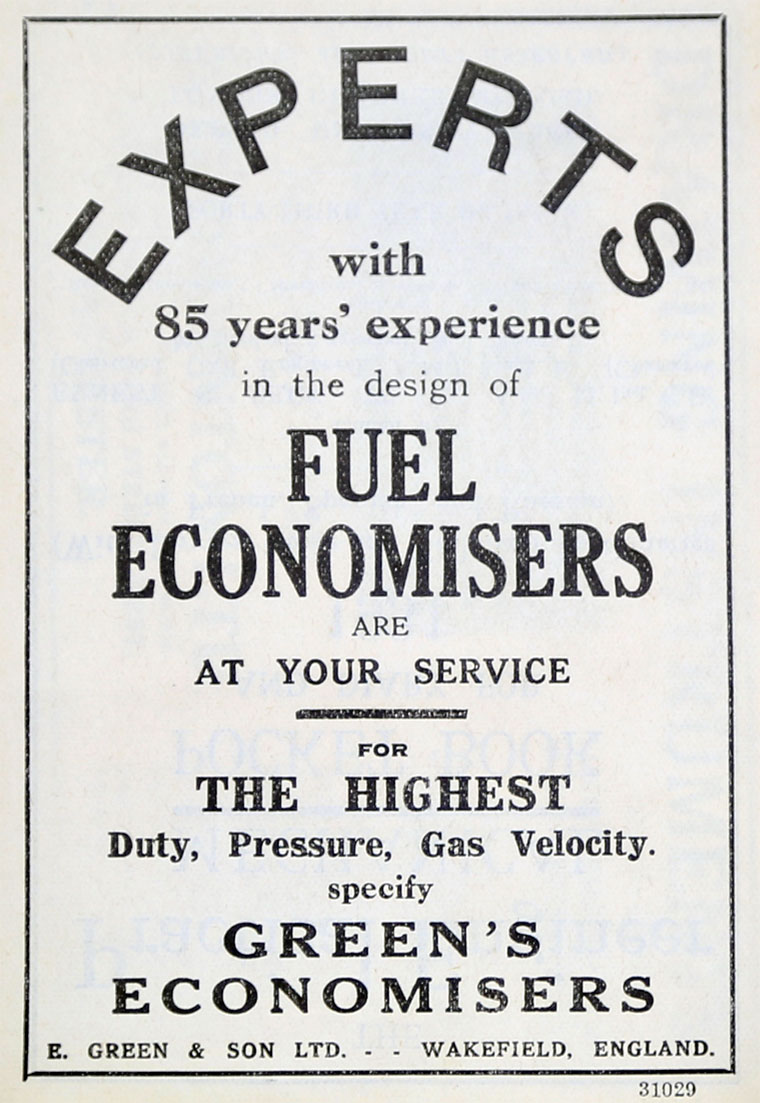 EXPERTS
with
85 years' experience
in the design of
FUEL
ECONOMISERS
ARE
AT YOUR SERVICE
FOR
THE HIGHEST
Duty, Pressure, Gas Velocity.
specify
GREEN'S
ECONOMISERS
E. GREEN & SON LTD. - - WAKEFIELD, ENGLAND.
31029